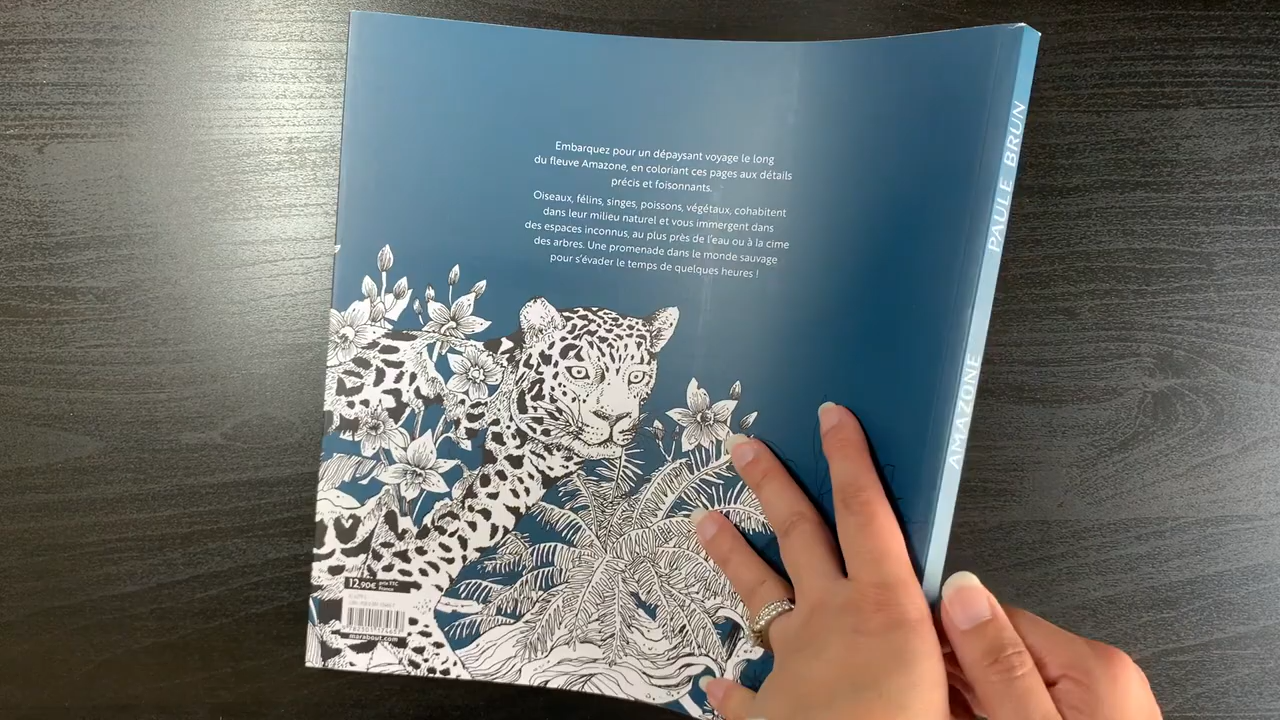 Embarquez pour un dépaysant voyage le long
du fleuve Amazone, en coloriant ces pages aux détails
précis et foisonnants.
Oiseaux, félins, singes, poissons, végétaux, cohabitent
dans leur milieu naturel et vous immergent dans
des espaces inconnus, au plus près de l'eau ou à la cime
des arbres. Une promenade dans le monde sauvage
pour s'évader le temps de quelques heures !
AMAZONE PAULE BRUN
12,90€ prix TTC
France
marabout.com